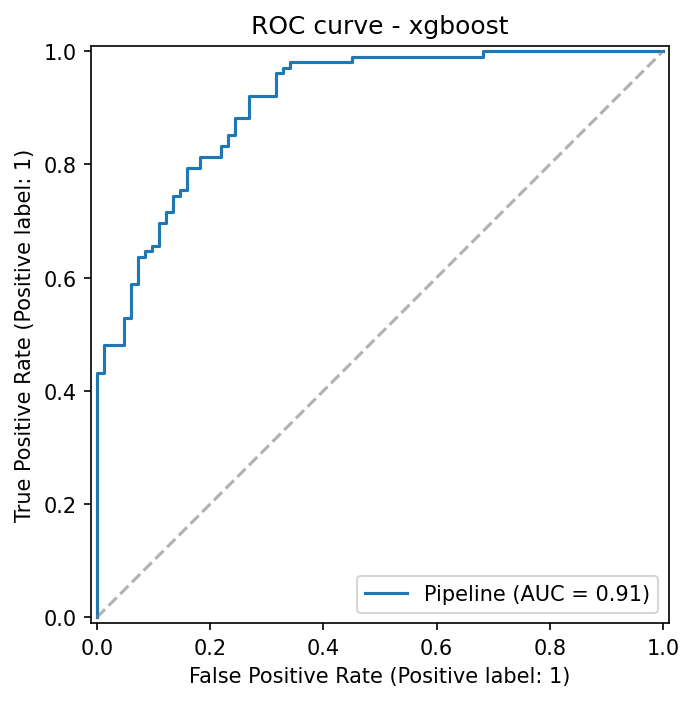 ROC curve - xgboost
True Positive Rate (Positive label: 1)
1.0
0.8
0.6
0.4
0.2
0.0
Pipeline (AUC = 0.91)
0.0 0.2 0.4 0.6 0.8 1.0
False Positive Rate (Positive label: 1)